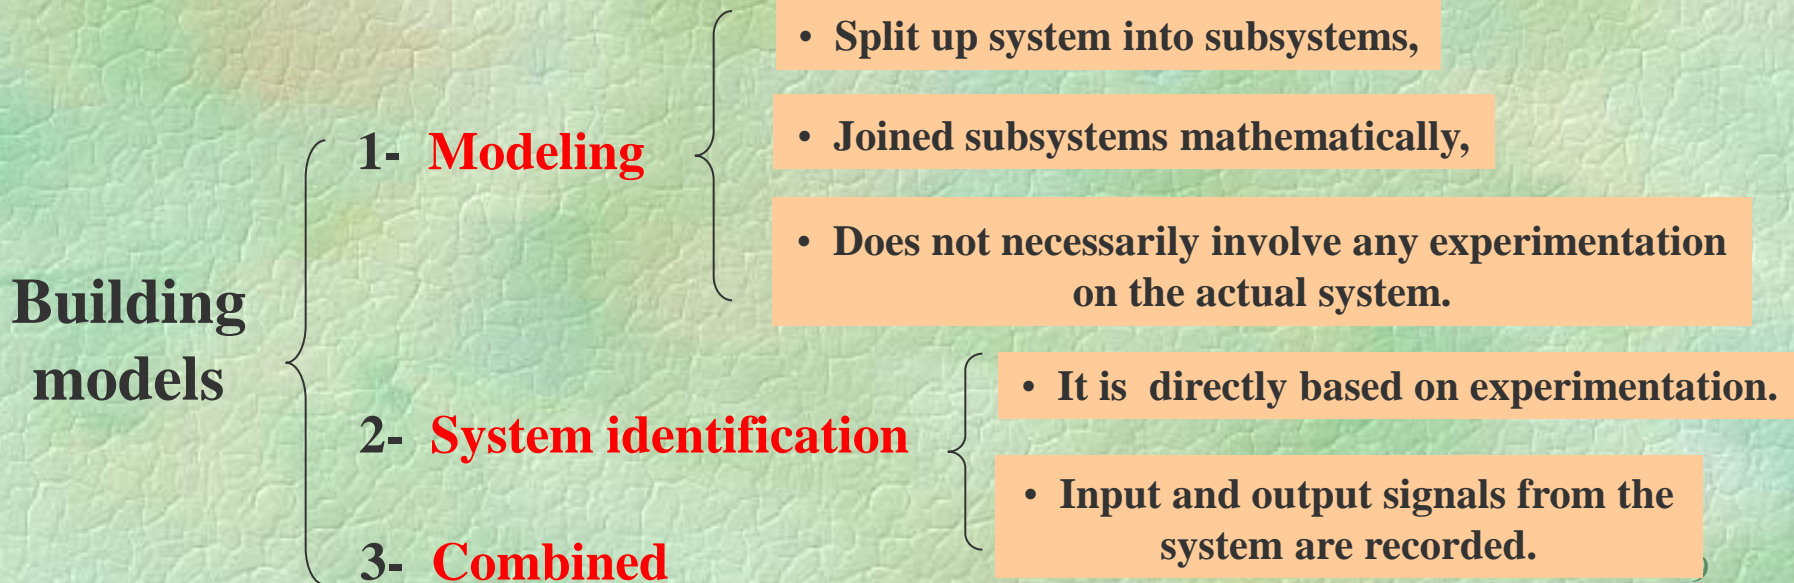 Building
models
1- Modeling
• Split up system into subsystems,
• Joined subsystems mathematically,
• Does not necessarily involve any experimentation
on the actual system.
2- System identification
• It is directly based on experimentation.
• Input and output signals from the
system are recorded.
3- Combined